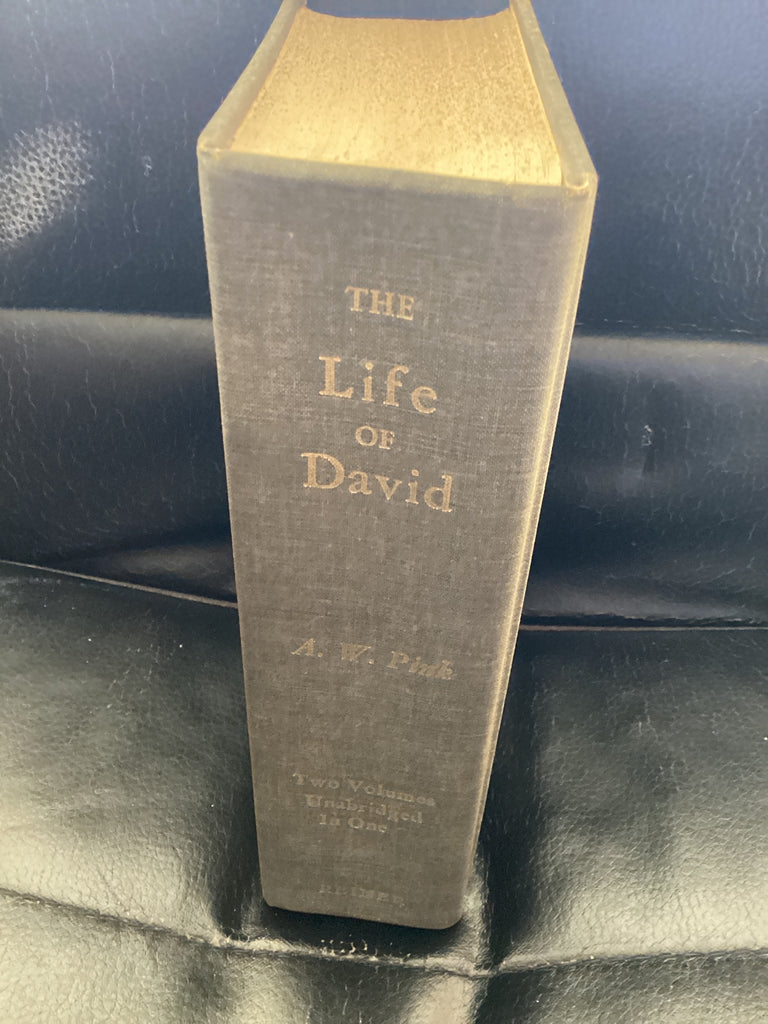 THE
Life
OF
David
A. W. Pink
Two Volumes
Unabridged
In One